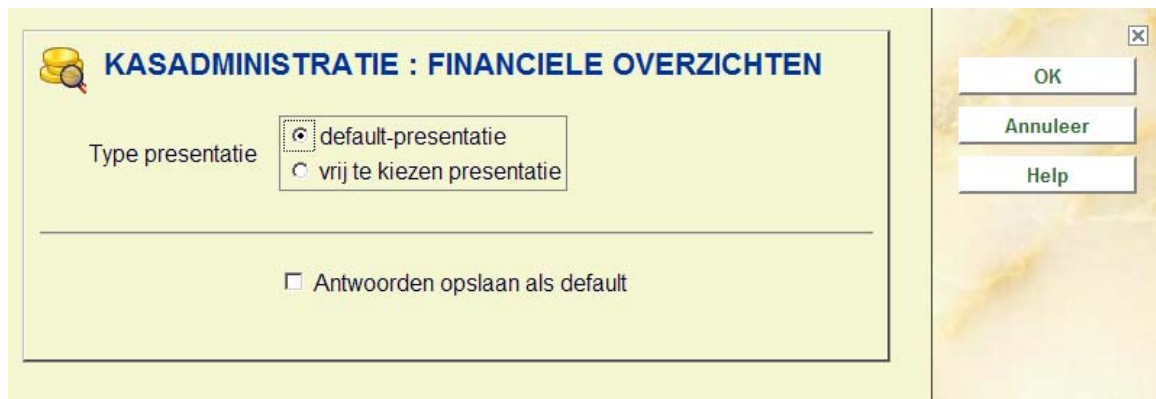 KASADMINISTRATIE : FINANCIELE OVERZICHTEN
Type presentatie
default-presentatie
vrij te kiezen presentatie
Antwoorden opslaan als default
OK
Annuleer
Help